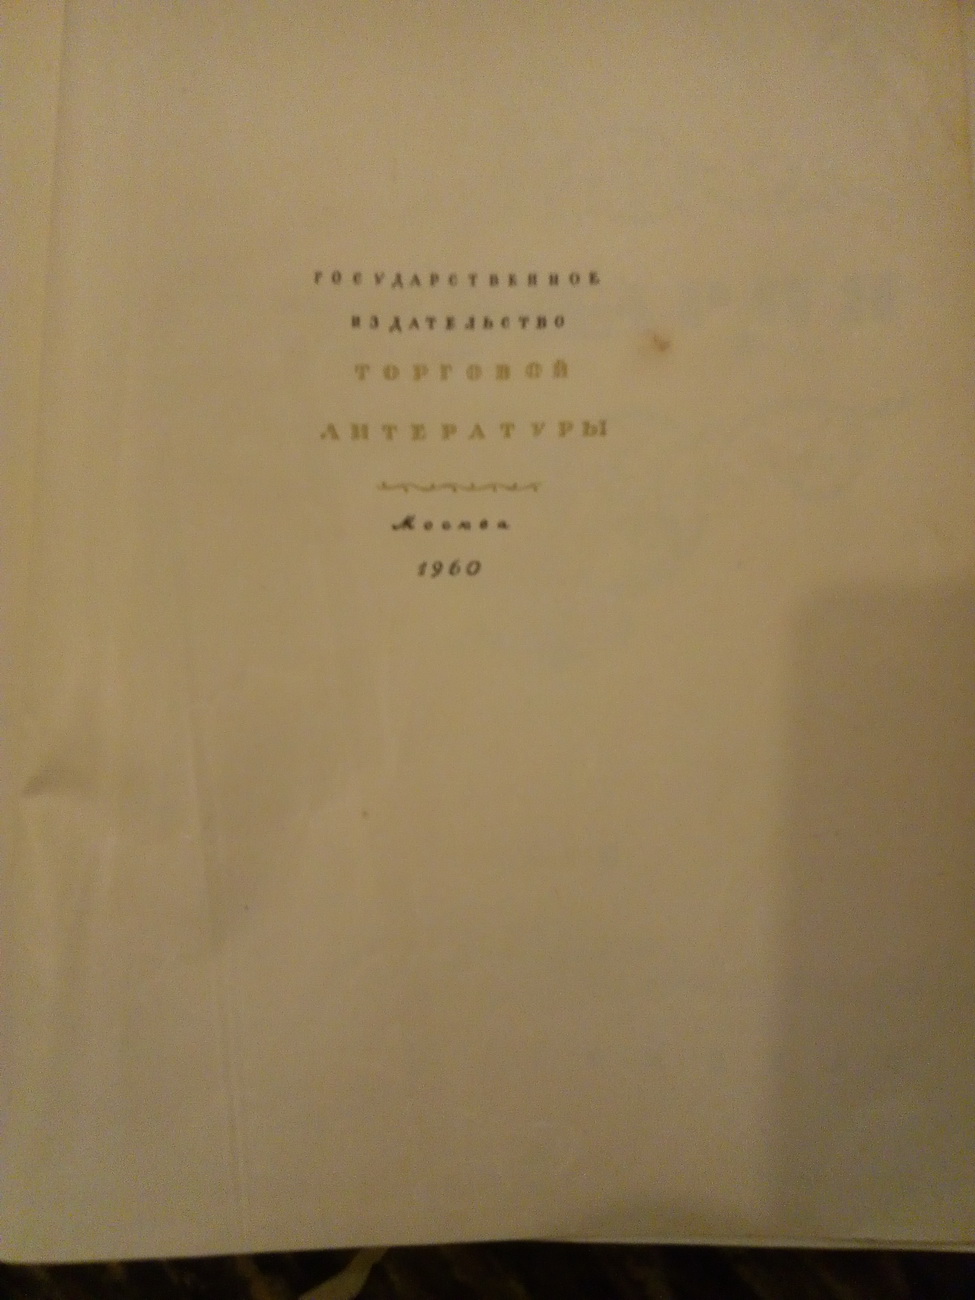 ГОСУДАРСТВЕННОЕ
ИЗДАТЕЛЬСТВО
ТОРГОВОЙ
ЛИТЕРАТУРЫ
Москва
1960